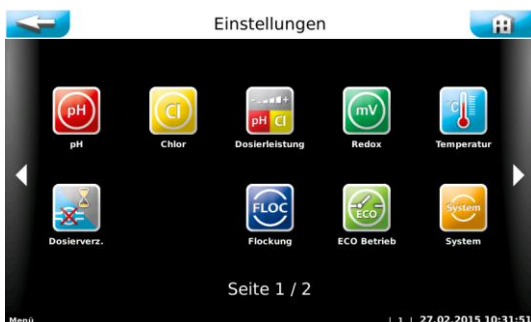 Einstellungen
pH
Cl
pH Cl
mV
°C
pH
Chlor
Dosierleistung
Redox
Temperatur
FLOC
ECO
System
Dosierverz.
Flockung
ECO Betrieb
System
Seite 1 / 2
Menü
| 1 | 27.02.2015 10:31:51